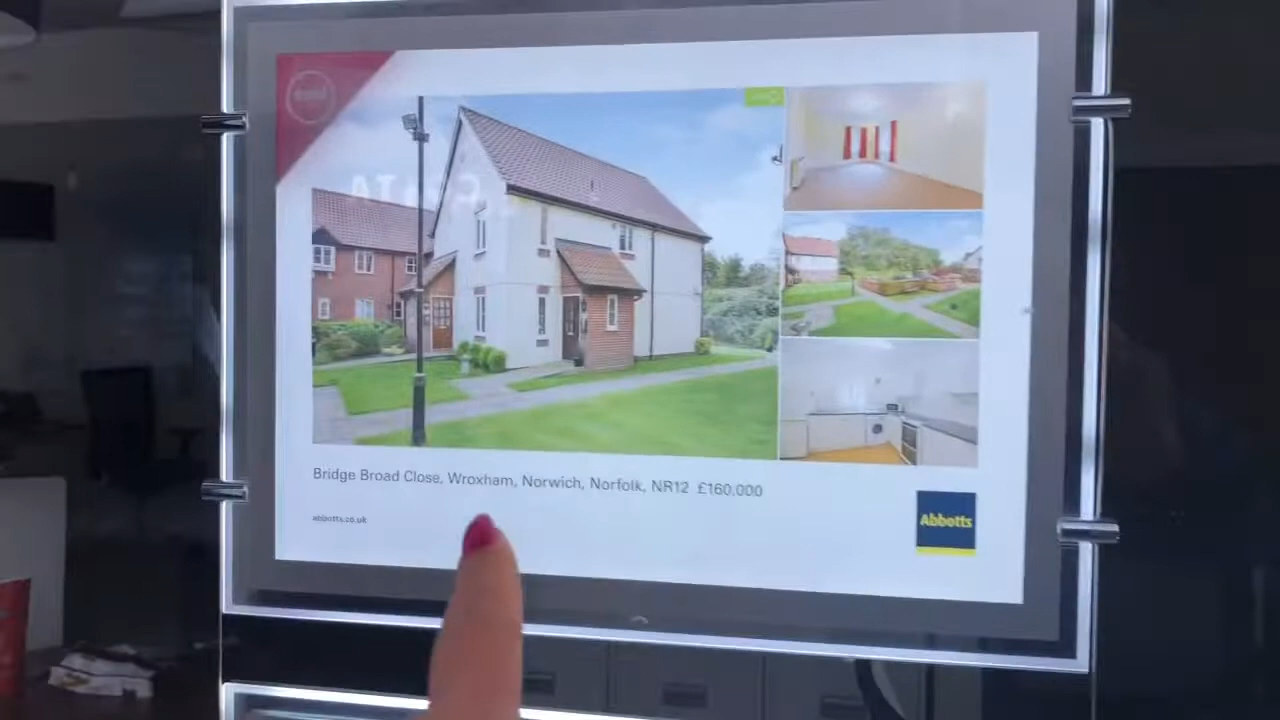 Bridge Broad Close, Wroxham, Norwich, Norfolk, NR12 £160,000
abbotts.co.uk
Abbotts